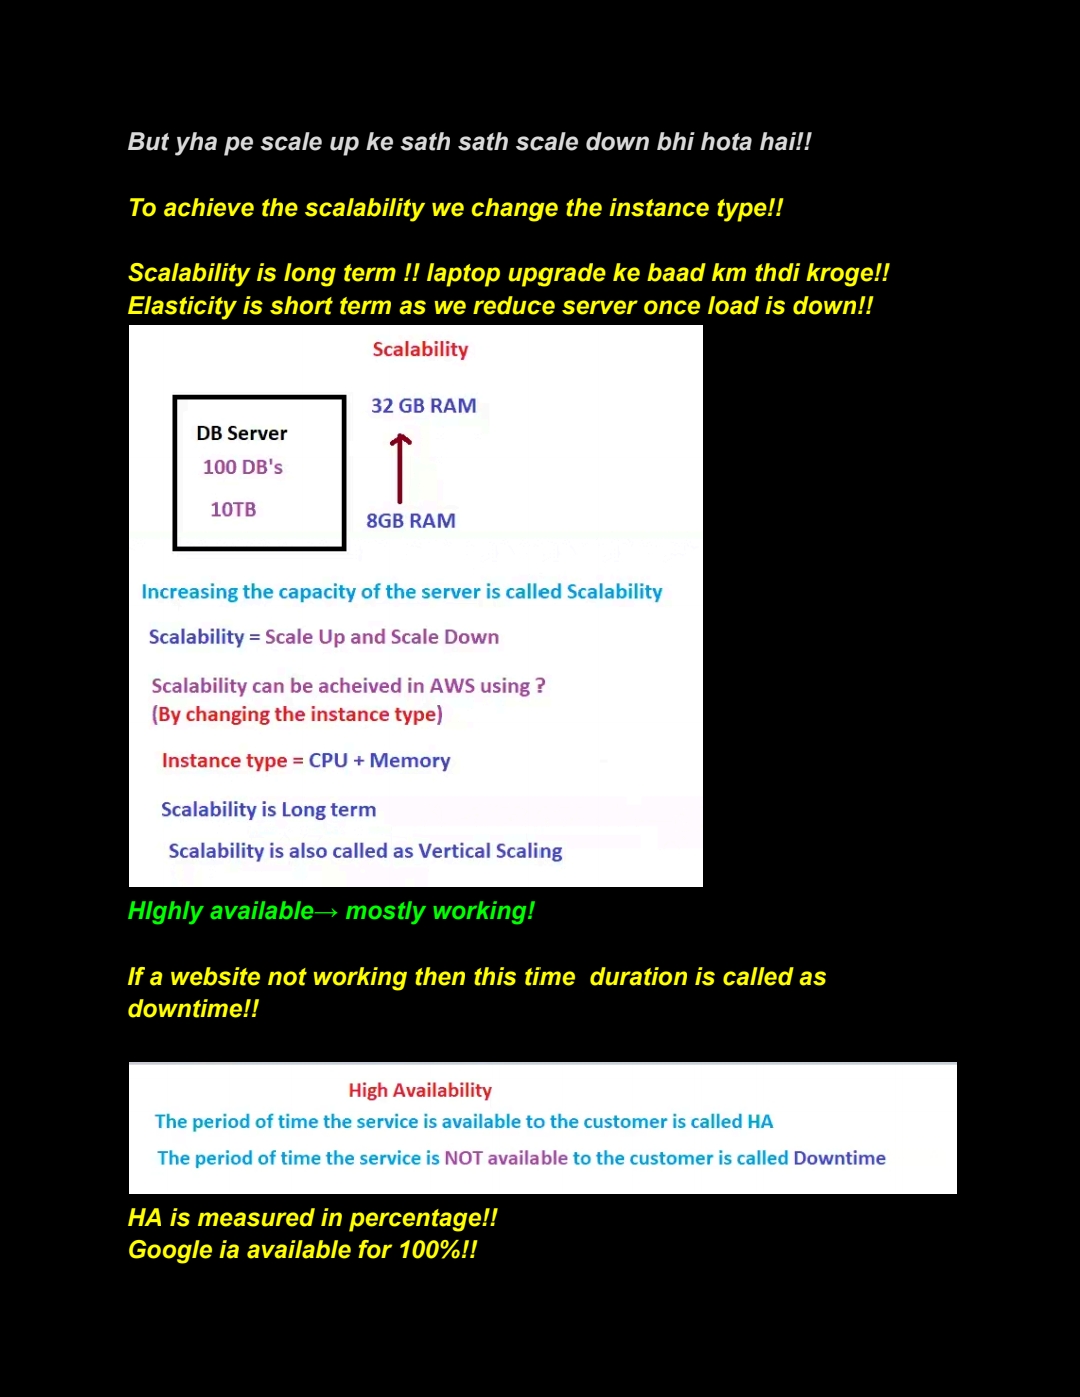 But yha pe scale up ke sath sath scale down bhi hota hai!!
To achieve the scalability we change the instance type!!
Scalability is long term !! laptop upgrade ke baad km thdi kroge!!
Elasticity is short term as we reduce server once load is down!!
Scalability
32 GB RAM
DB Server
100 DB's
10TB
8GB RAM
Increasing the capacity of the server is called Scalability
Scalability = Scale Up and Scale Down
Scalability can be acheived in AWS using ?
(By changing the instance type)
Instance type = CPU + Memory
Scalability is Long term
Scalability is also called as Vertical Scaling
HIghly available→ mostly working!
If a website not working then this time  duration is called as
downtime!!
High Availability
The period of time the service is available to the customer is called HA
The period of time the service is NOT available to the customer is called Downtime
HA is measured in percentage!!
Google ia available for 100%!!